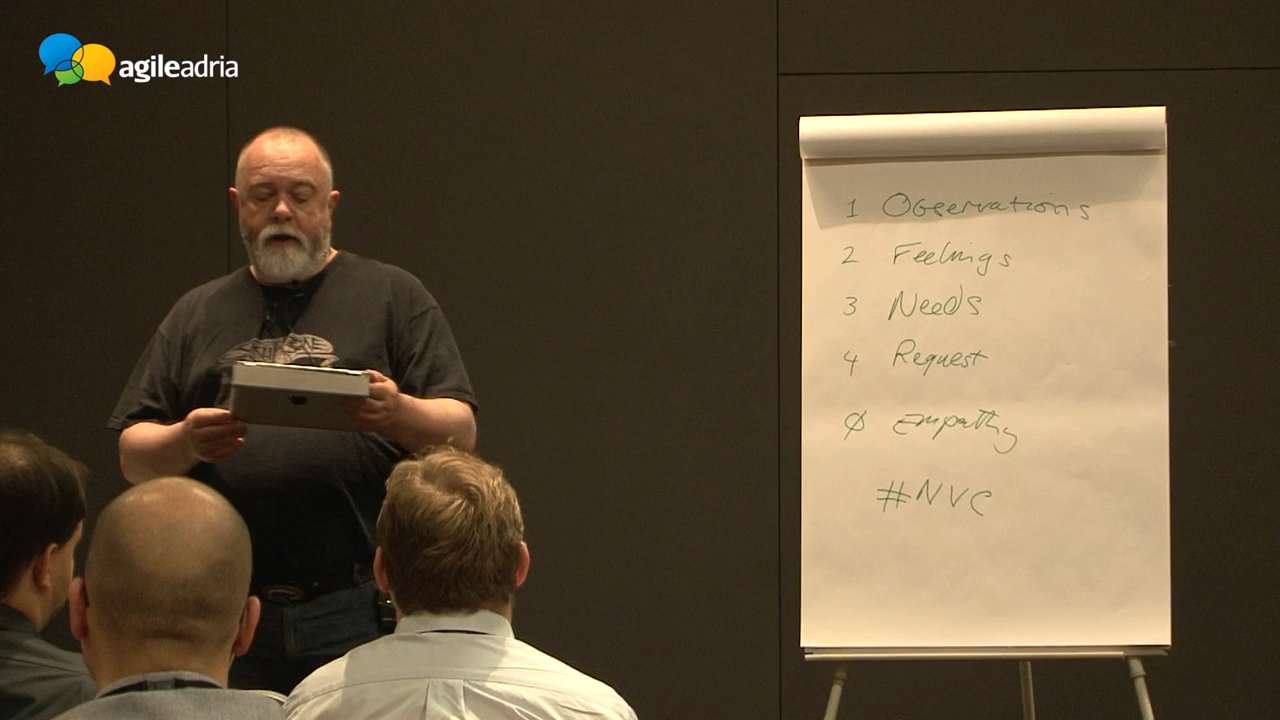 agileadria
1 Observations
2 Feelings
3 Needs
4 Request
Ø Empathy
#NVC